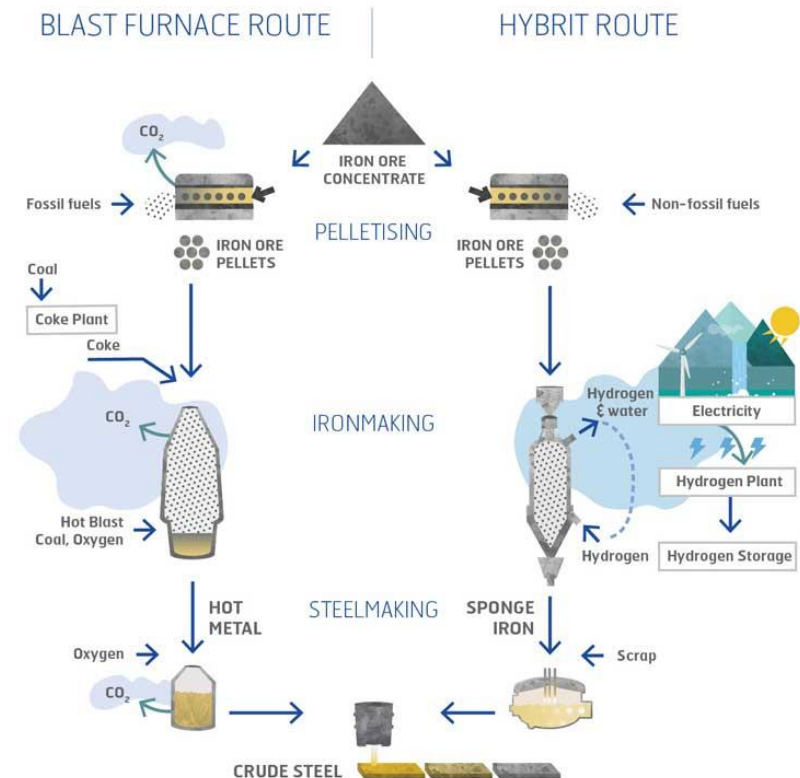 BLAST FURNACE ROUTE
HYBRIT ROUTE
CO₂
IRON ORE
CONCENTRATE
Fossil fuels
Non-fossil fuels
PELLETISING
IRON ORE
PELLETS
IRON ORE
PELLETS
Coal
Coke Plant
Coke
CO₂
IRONMAKING
Hydrogen
& water
Electricity
Hydrogen Plant
Hot Blast
Coal, Oxygen
Hydrogen
Hydrogen Storage
HOT
METAL
STEELMAKING
SPONGE
IRON
Oxygen
Scrap
CO₂
CRUDE STEEL